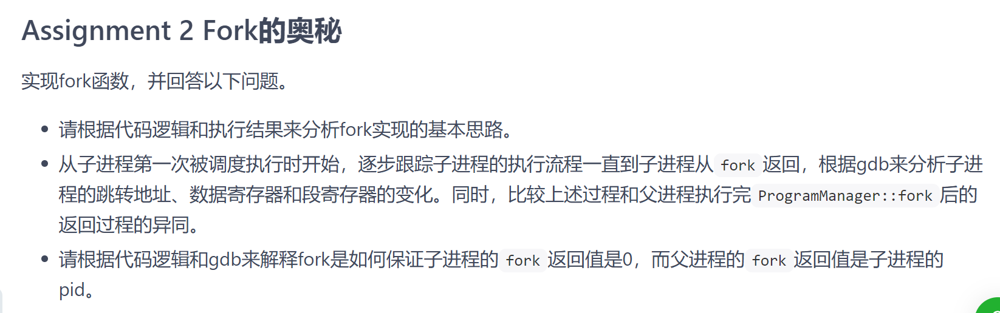 Assignment 2 Fork的奥秘
实现fork函数，并回答以下问题。
请根据代码逻辑和执行结果来分析fork实现的基本思路。
从子进程第一次被调度执行时开始，逐步跟踪子进程的执行流程一直到子进程从 fork 返回，根据gdb来分析子进
程的跳转地址、数据寄存器和段寄存器的变化。同时，比较上述过程和父进程执行完 ProgramManager::fork 后的
返回过程的异同。
请根据代码逻辑和gdb来解释fork是如何保证子进程的 fork 返回值是0，而父进程的 fork 返回值是子进程的
pid。